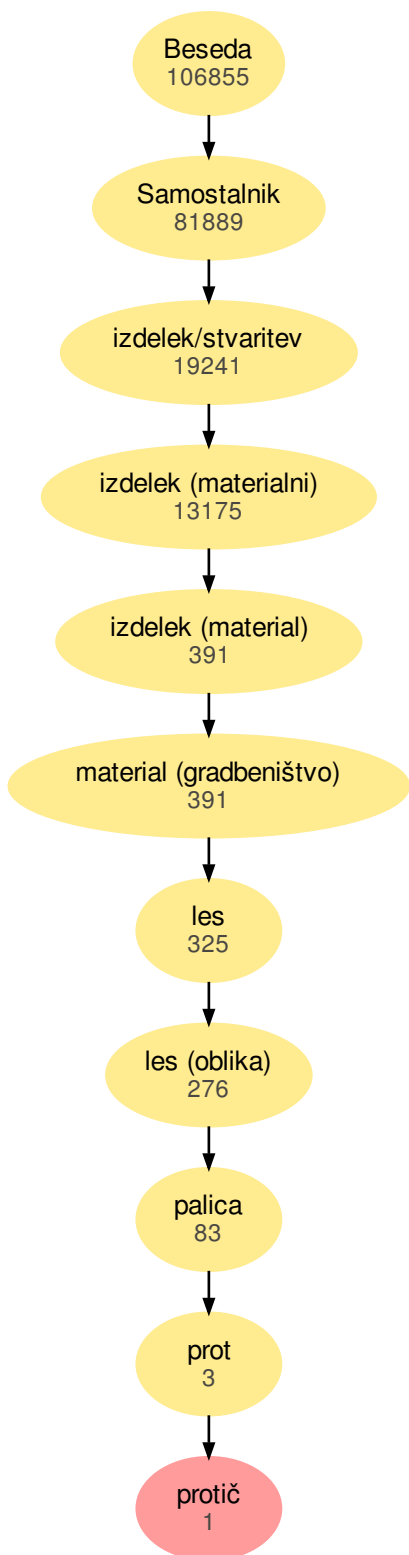 Beseda
106855
Samostalnik
81889
izdelek/stvaritev
19241
izdelek (materialni)
13175
izdelek (material)
391
material (gradbeništvo)
391
les
325
les (oblika)
276
palica
83
prot
3
protič
1